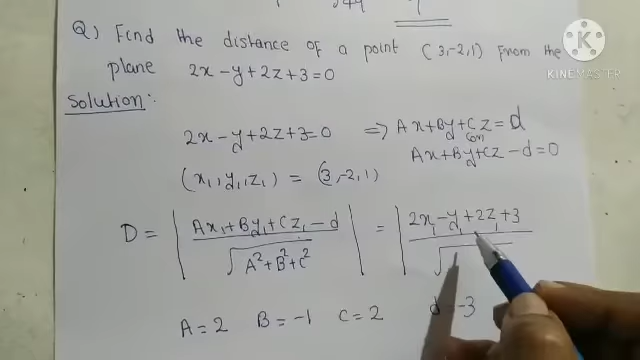 Q) Find the distance of a point (3,-2,1) from the
KINEMASTER
plane 2x-y+2z+3=0
Solution:-
2x-y+2z+3=0 => Ax+By+Cz=d
(or)
Ax+By+Cz-d=0
(x₁,y₁,z₁) = (3,-2,1)
D = | Ax₁+By₁+Cz₁-d / √A²+B²+C² | = | 2x₁-y₁+2z₁+3 / √
A=2 B=-1 C=2 d -3